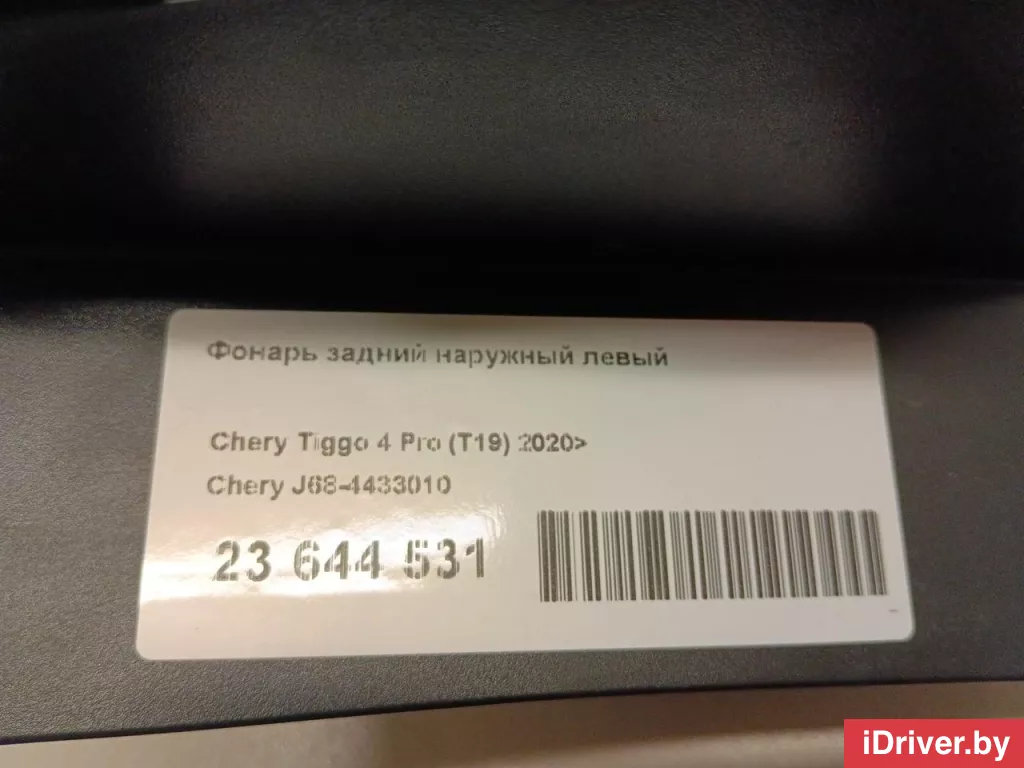 Фонарь задний наружный левый
Chery Tiggo 4 Pro (T19) 2020>
Chery J68-4433010
23 644 531
iDriver.by